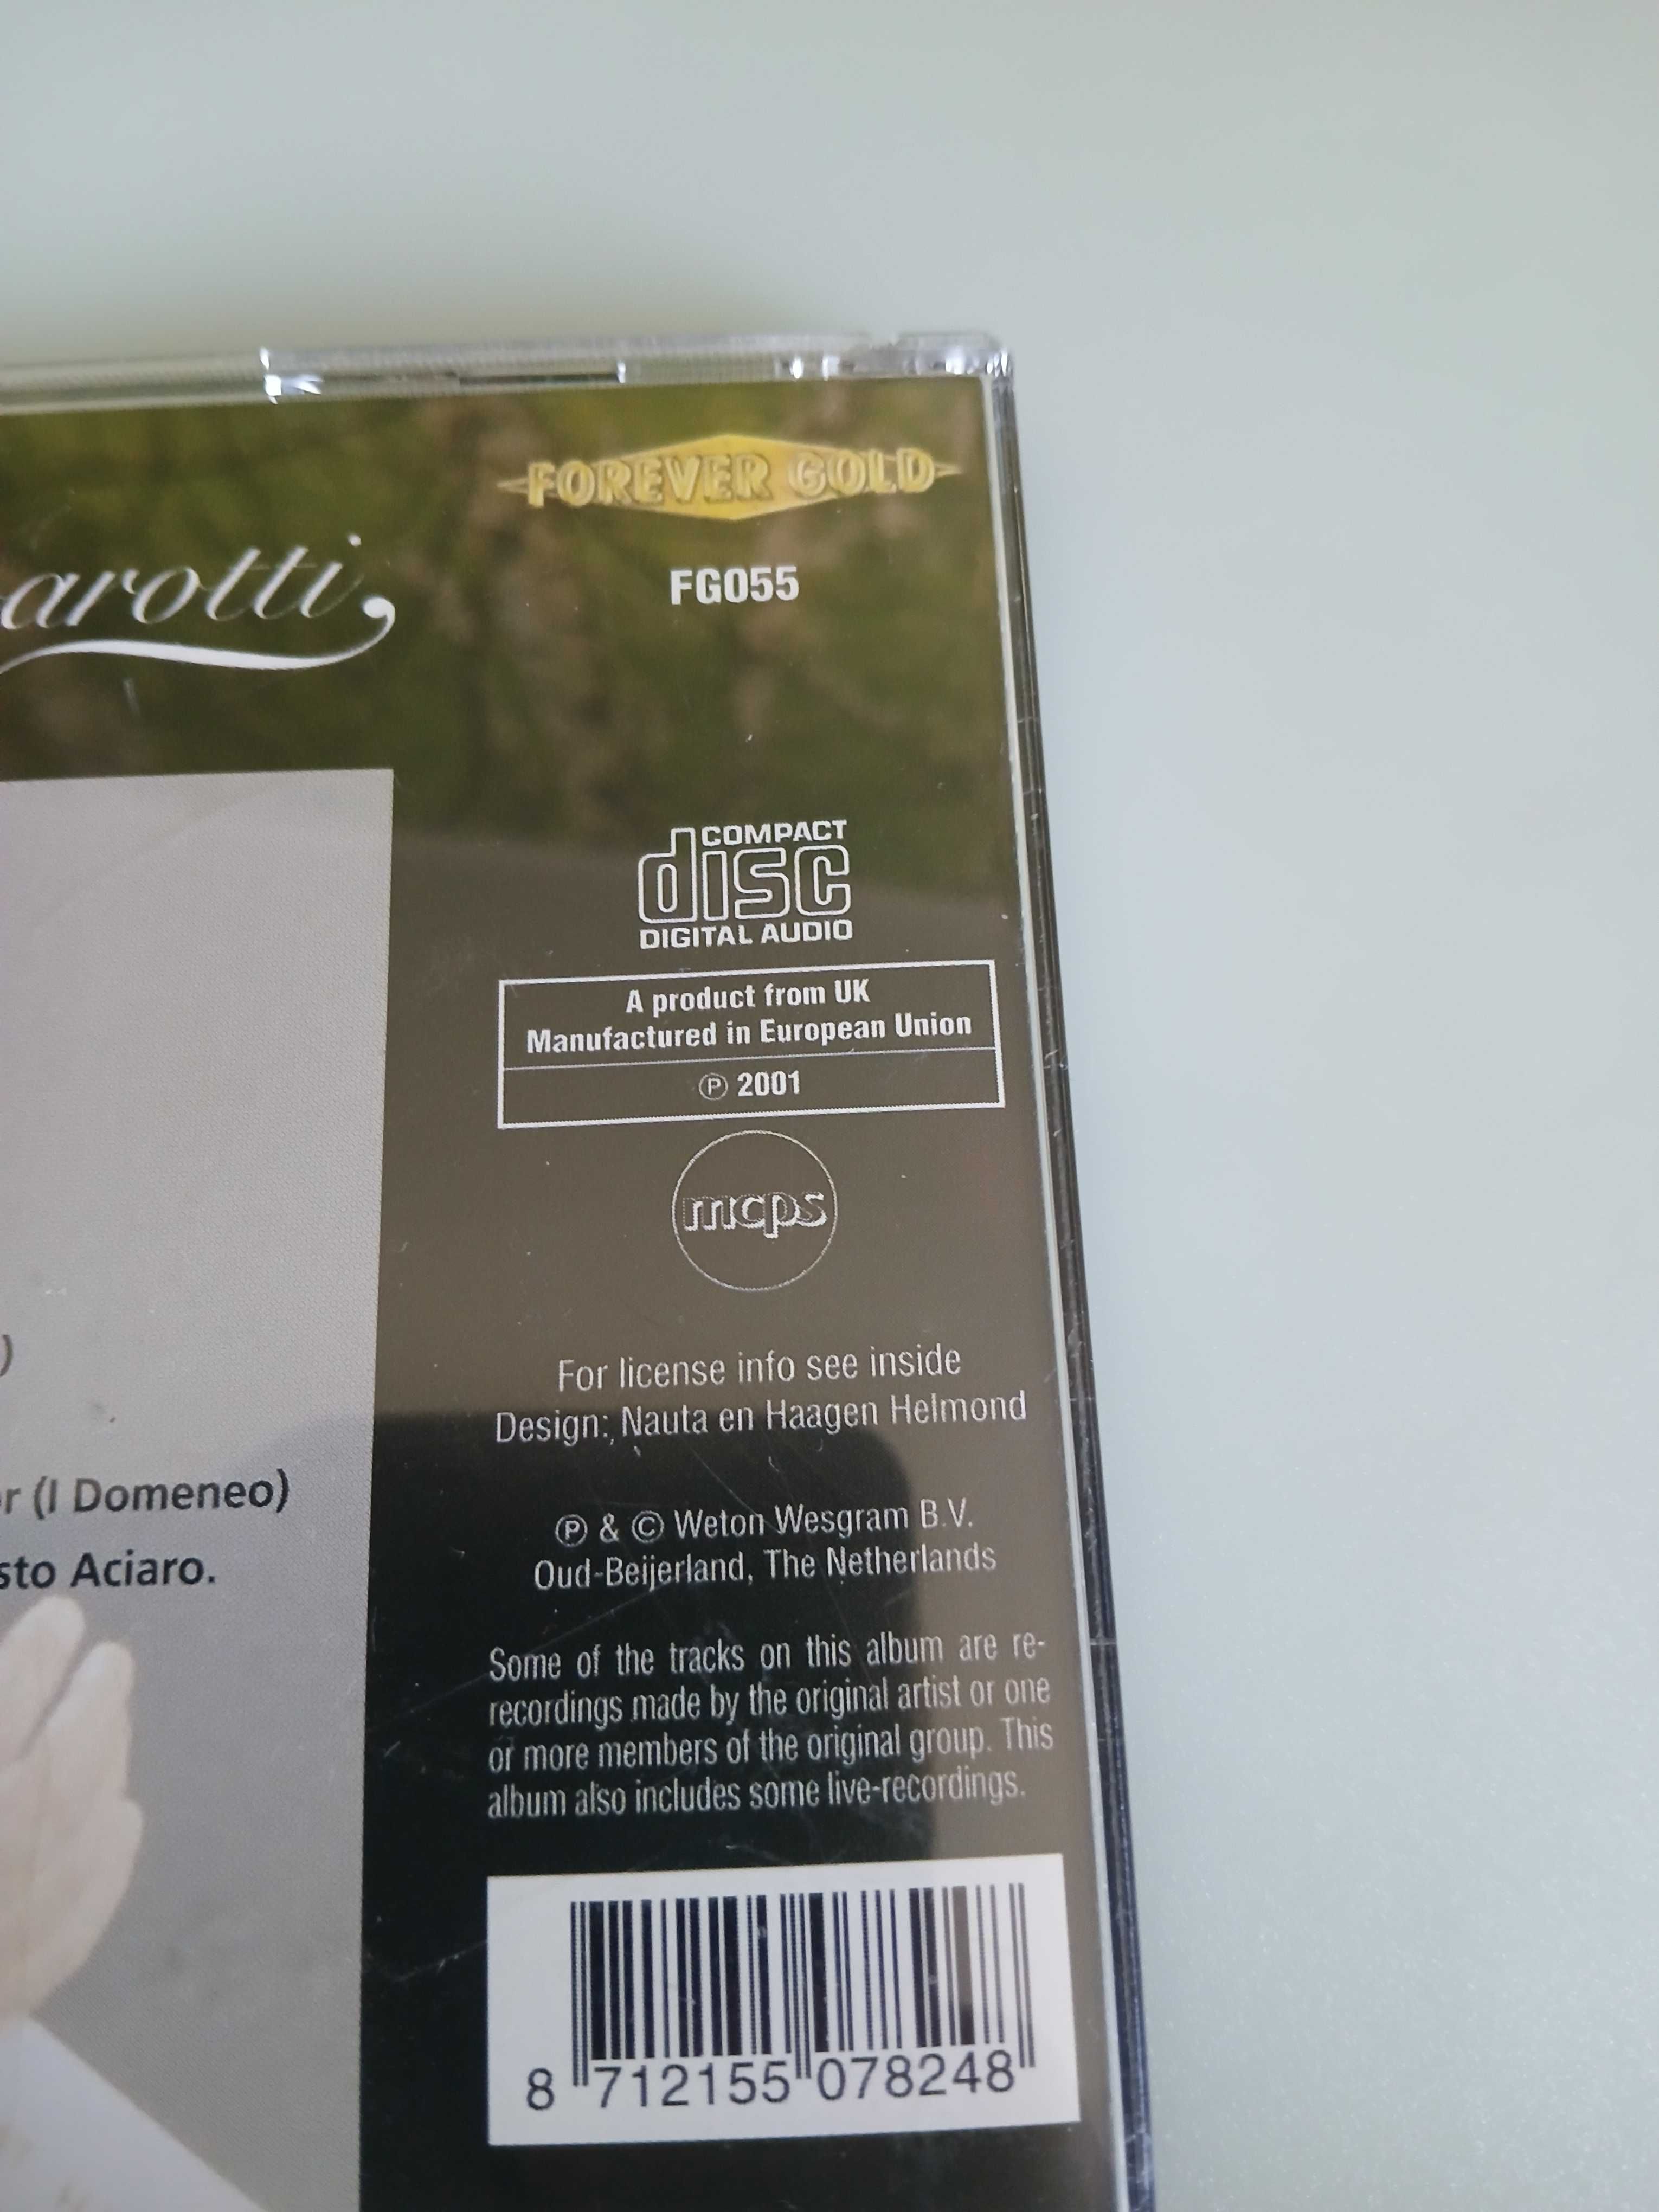 FOREVER GOLD
arotti
FG055
COMPACT
disc
DIGITAL AUDIO
A product from UK
Manufactured in European Union
℗ 2001
mcps
)
For license info see inside
Design: Nauta en Haagen Helmond
r (I Domeneo)
sto Aciaro.
℗ & © Weton Wesgram B.V.
Oud-Beijerland, The Netherlands
Some of the tracks on this album are re-
recordings made by the original artist or one
or more members of the original group. This
album also includes some live-recordings.
8 712155 078248